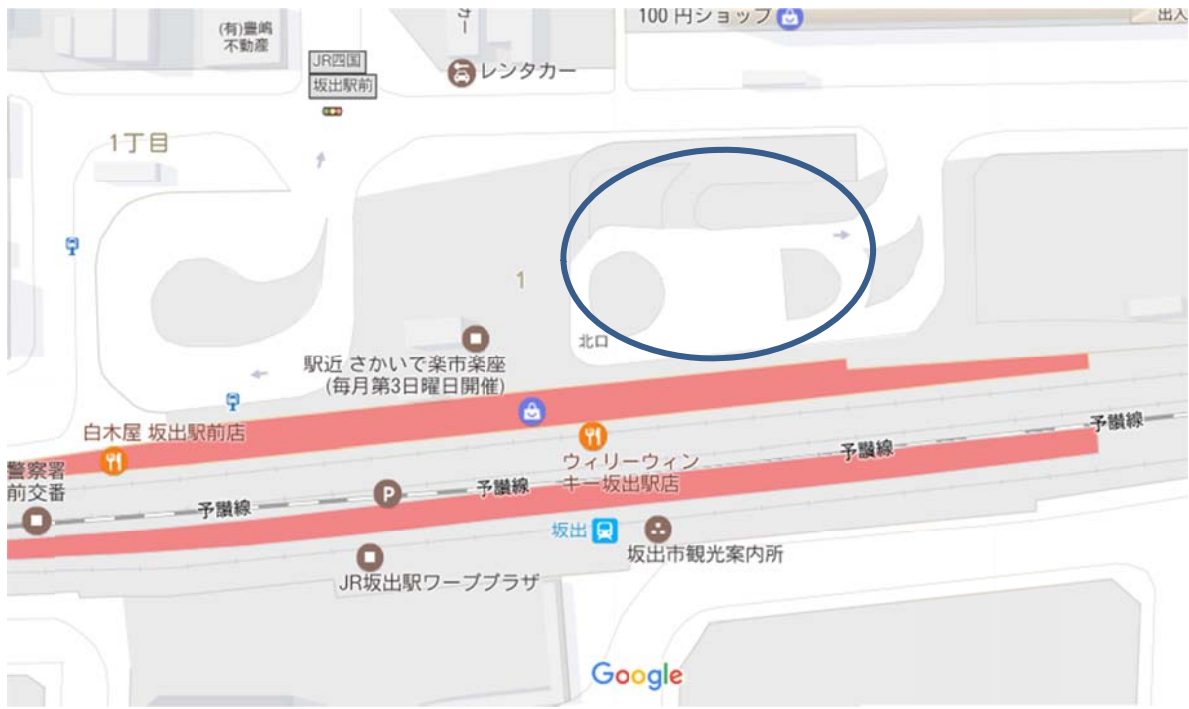 (有)豐嶋
不動産
カー
100 円ショップ
出入
JR四国
坂出駅前
レンタカー
1丁目
1
北口
駅近 さかいで楽市楽座
(毎月第3日曜日開催)
白木屋 坂出駅前店
警察署
前交番
ウィリーウィン
キー坂出駅店
予讃線
予讃線
予讃線
予讃線
P
坂出
坂出市観光案内所
JR坂出駅ワーププラザ
Google